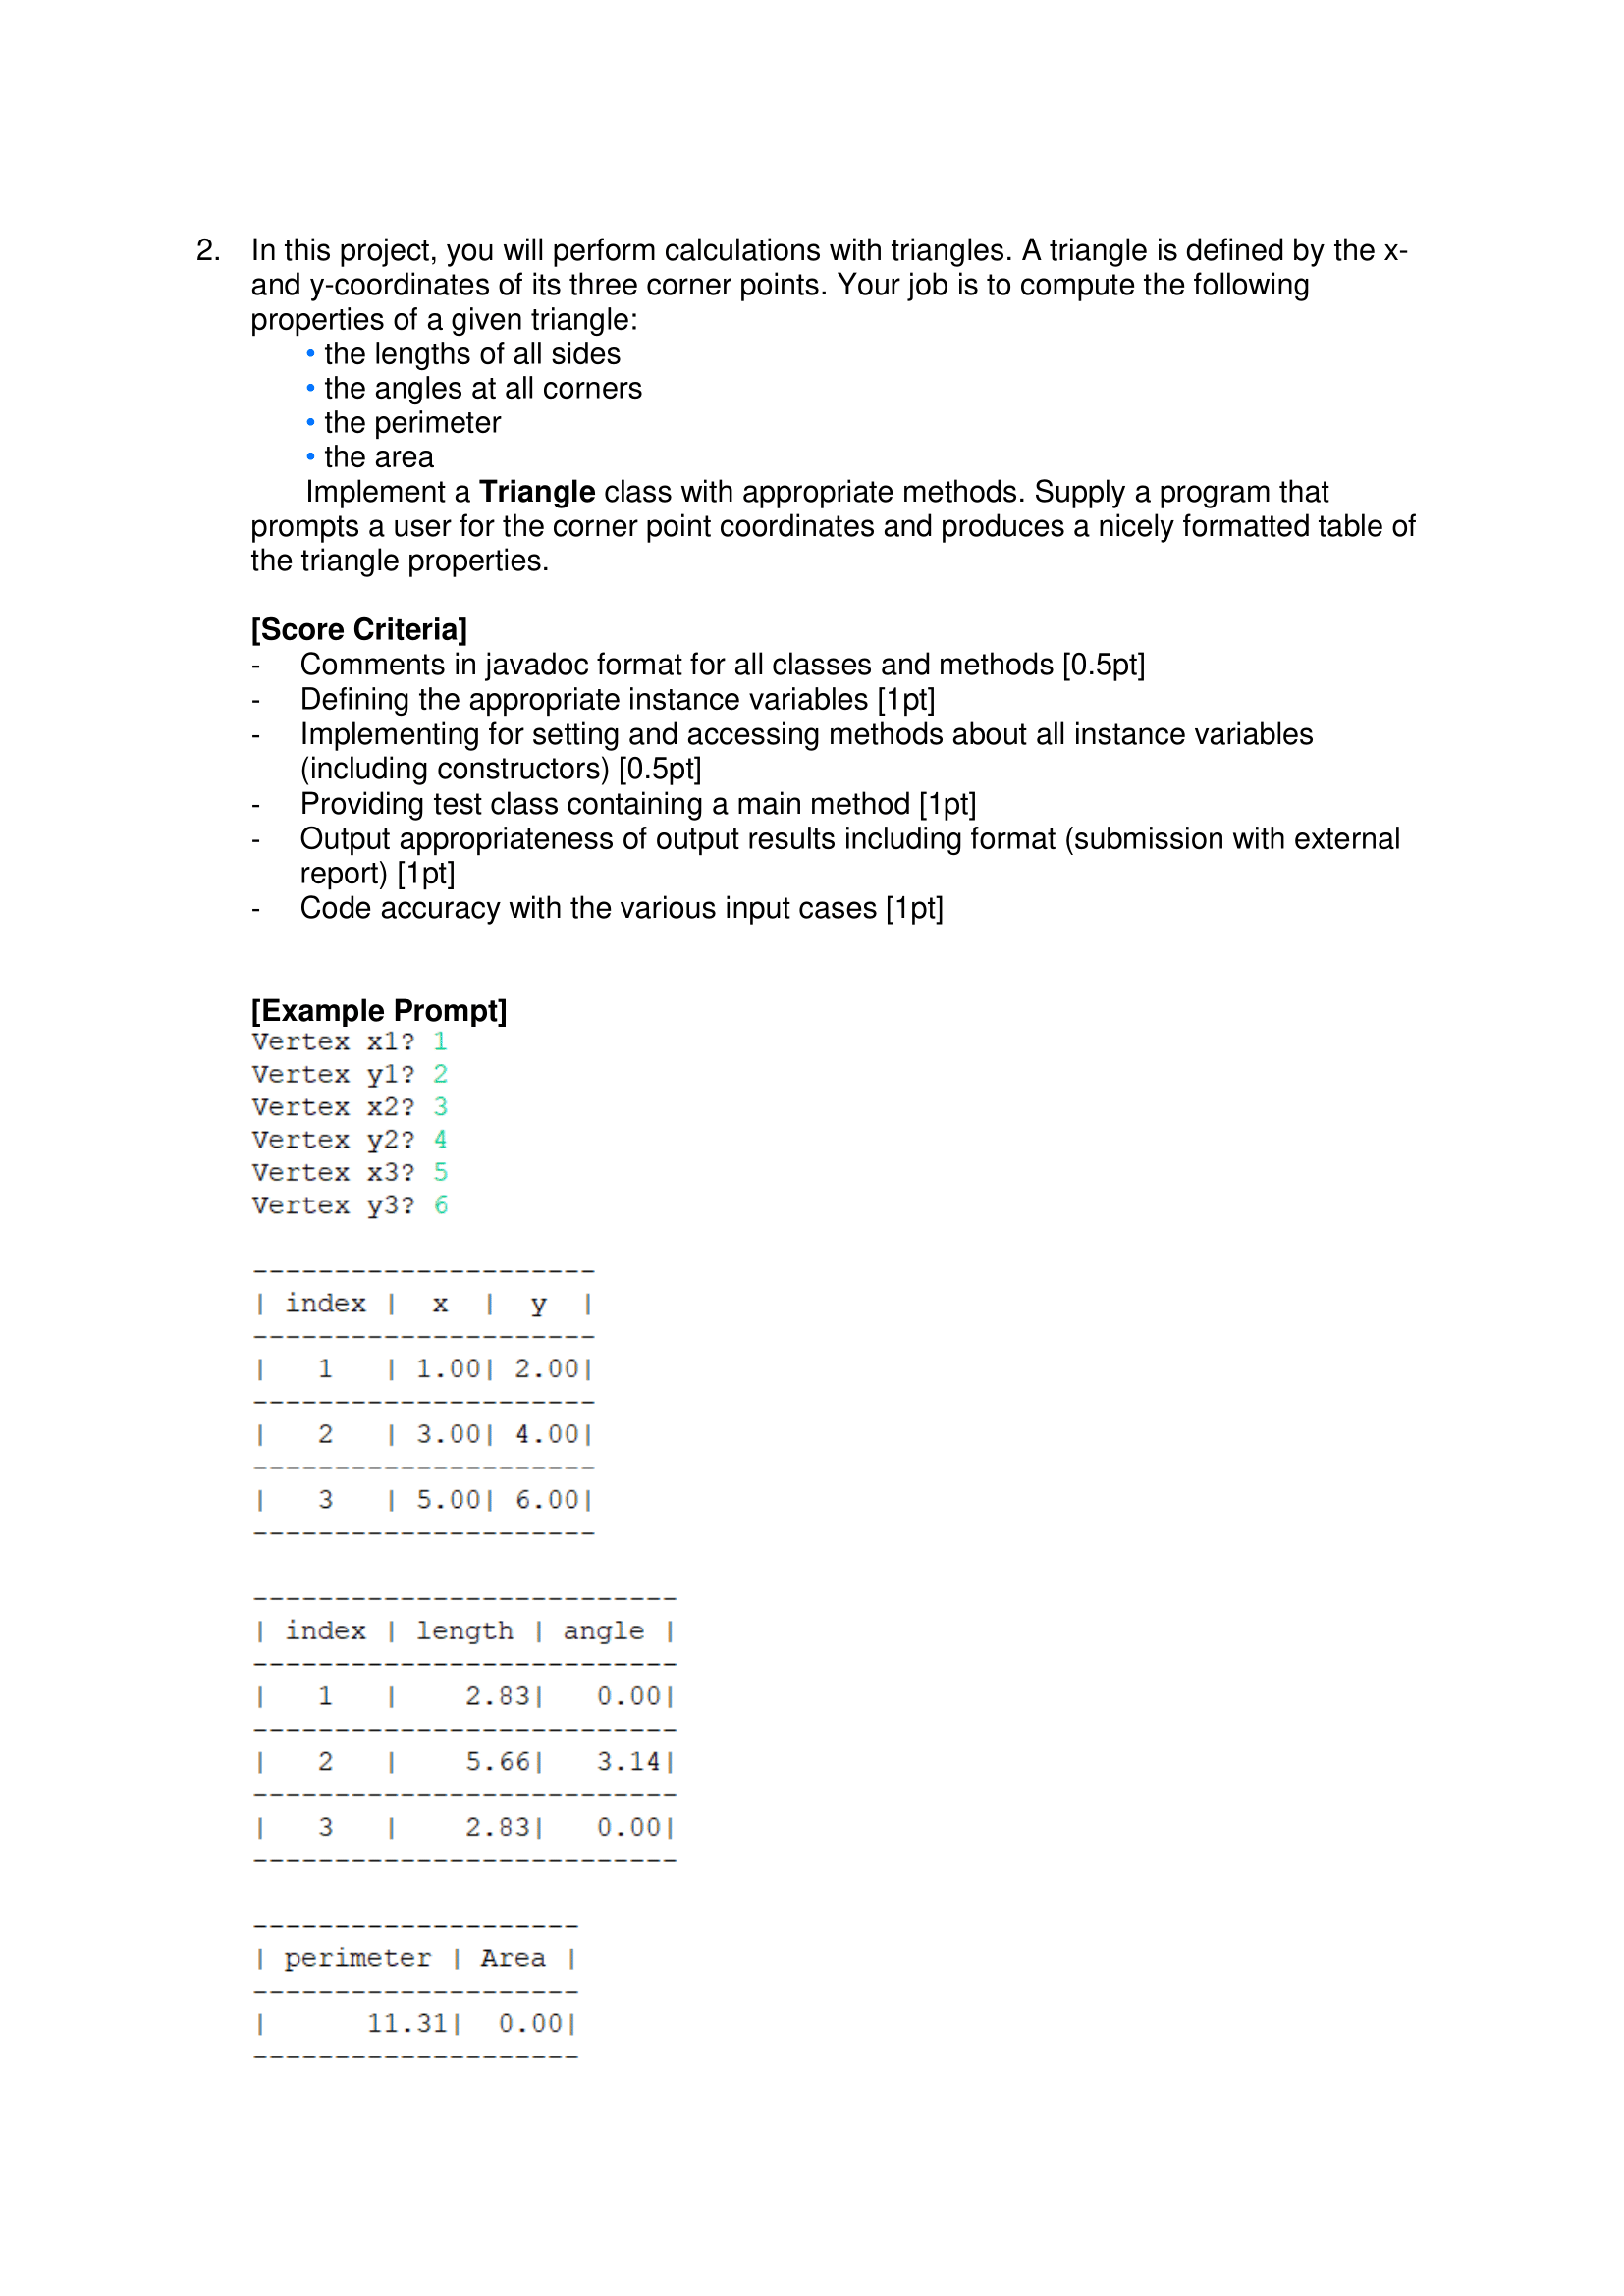 2. In this project, you will perform calculations with triangles. A triangle is defined by the x-
and y-coordinates of its three corner points. Your job is to compute the following
properties of a given triangle:
• the lengths of all sides
• the angles at all corners
• the perimeter
• the area
Implement a Triangle class with appropriate methods. Supply a program that
prompts a user for the corner point coordinates and produces a nicely formatted table of
the triangle properties.
[Score Criteria]
- Comments in javadoc format for all classes and methods [0.5pt]
- Defining the appropriate instance variables [1pt]
- Implementing for setting and accessing methods about all instance variables
(including constructors) [0.5pt]
- Providing test class containing a main method [1pt]
- Output appropriateness of output results including format (submission with external
report) [1pt]
- Code accuracy with the various input cases [1pt]
[Example Prompt]
Vertex x1? 1
Vertex y1? 2
Vertex x2? 3
Vertex y2? 4
Vertex x3? 5
Vertex y3? 6
---------------------
| index |  x  |  y  |
---------------------
|   1   | 1.00| 2.00|
---------------------
|   2   | 3.00| 4.00|
---------------------
|   3   | 5.00| 6.00|
---------------------
--------------------------
| index | length | angle |
--------------------------
|   1   |    2.83|   0.00|
--------------------------
|   2   |    5.66|   3.14|
--------------------------
|   3   |    2.83|   0.00|
--------------------------
--------------------
| perimeter | Area |
--------------------
|      11.31|  0.00|
--------------------